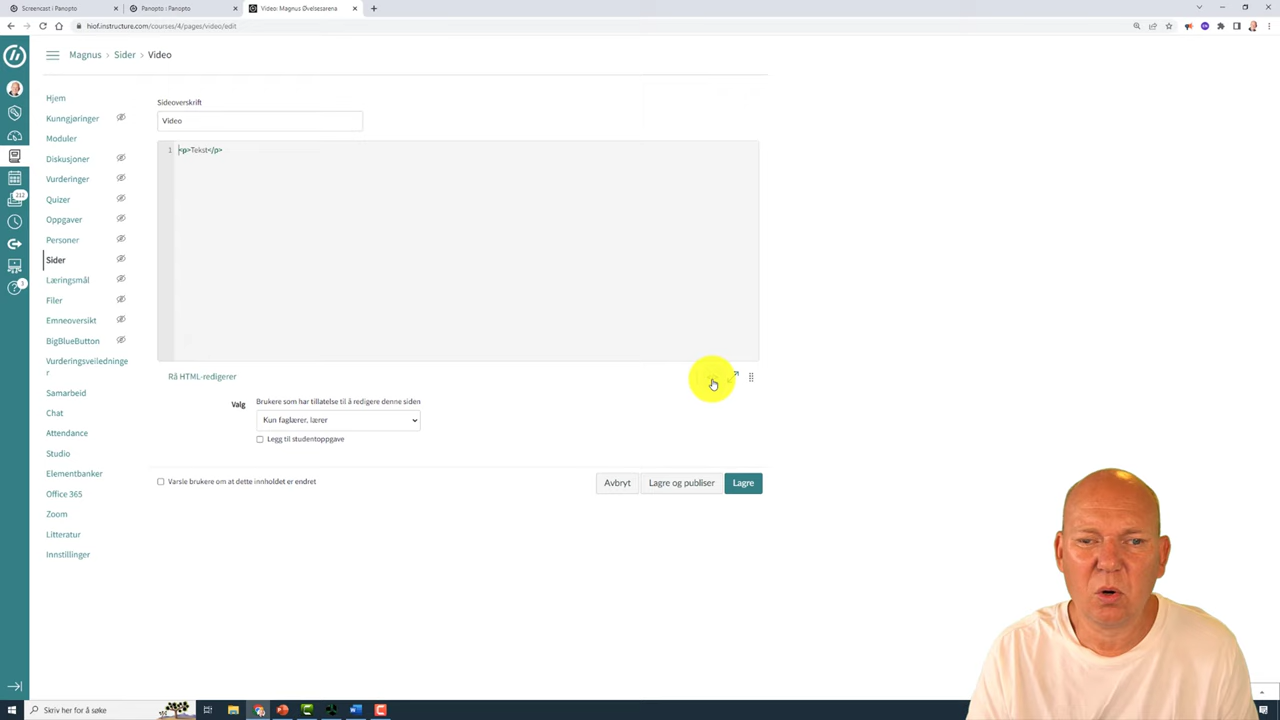 Screencast i Panopto
Panopto : Panopto
Video: Magnus Øvelsesarena
hiof.instructure.com/courses/4/pages/video/edit
Magnus > Sider > Video
Hjem
Kunngjøringer
Moduler
Diskusjoner
Vurderinger
Quizer
Oppgaver
Personer
Sider
Læringsmål
Filer
Emneoversikt
BigBlueButton
Vurderingsveiledninge
r
Samarbeid
Chat
Attendance
Studio
Elementbanker
Office 365
Zoom
Litteratur
Innstillinger
212
3
Sideoverskrift
Video
1 <p>Tekst</p>
Rå HTML-redigerer
Valg
Brukere som har tillatelse til å redigere denne siden
Kun faglærer, lærer
Legg til studentoppgave
Varsle brukere om at dette innholdet er endret
Avbryt
Lagre og publiser
Lagre
Skriv her for å søke